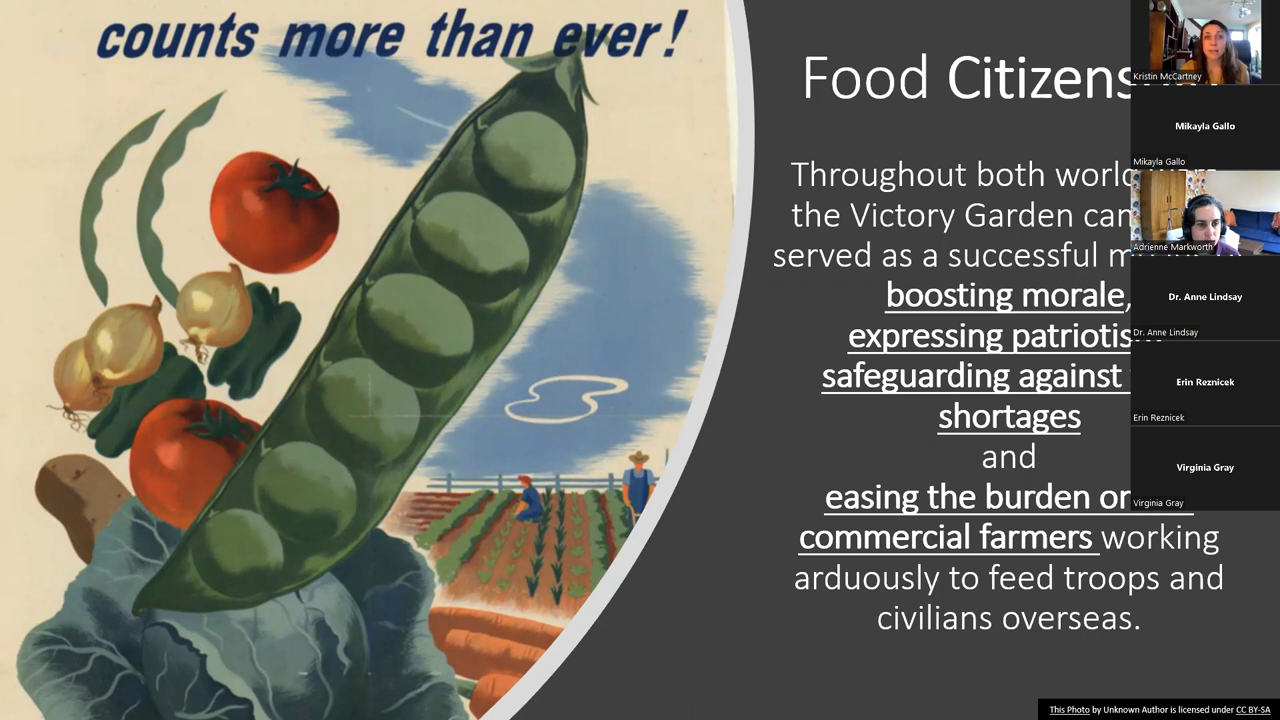 counts more than ever!
Food Citizens
Throughout both world
the Victory Garden cam
served as a successful m
boosting morale,
expressing patriotis
safeguarding against
shortages
and
easing the burden on
commercial farmers working
arduously to feed troops and
civilians overseas.
Kristin McCartney
Mikayla Gallo
Mikayla Gallo
Adrienne Markworth
Dr. Anne Lindsay
Dr. Anne Lindsay
Erin Reznicek
Erin Reznicek
Virginia Gray
Virginia Gray
This Photo by Unknown Author is licensed under CC BY-SA